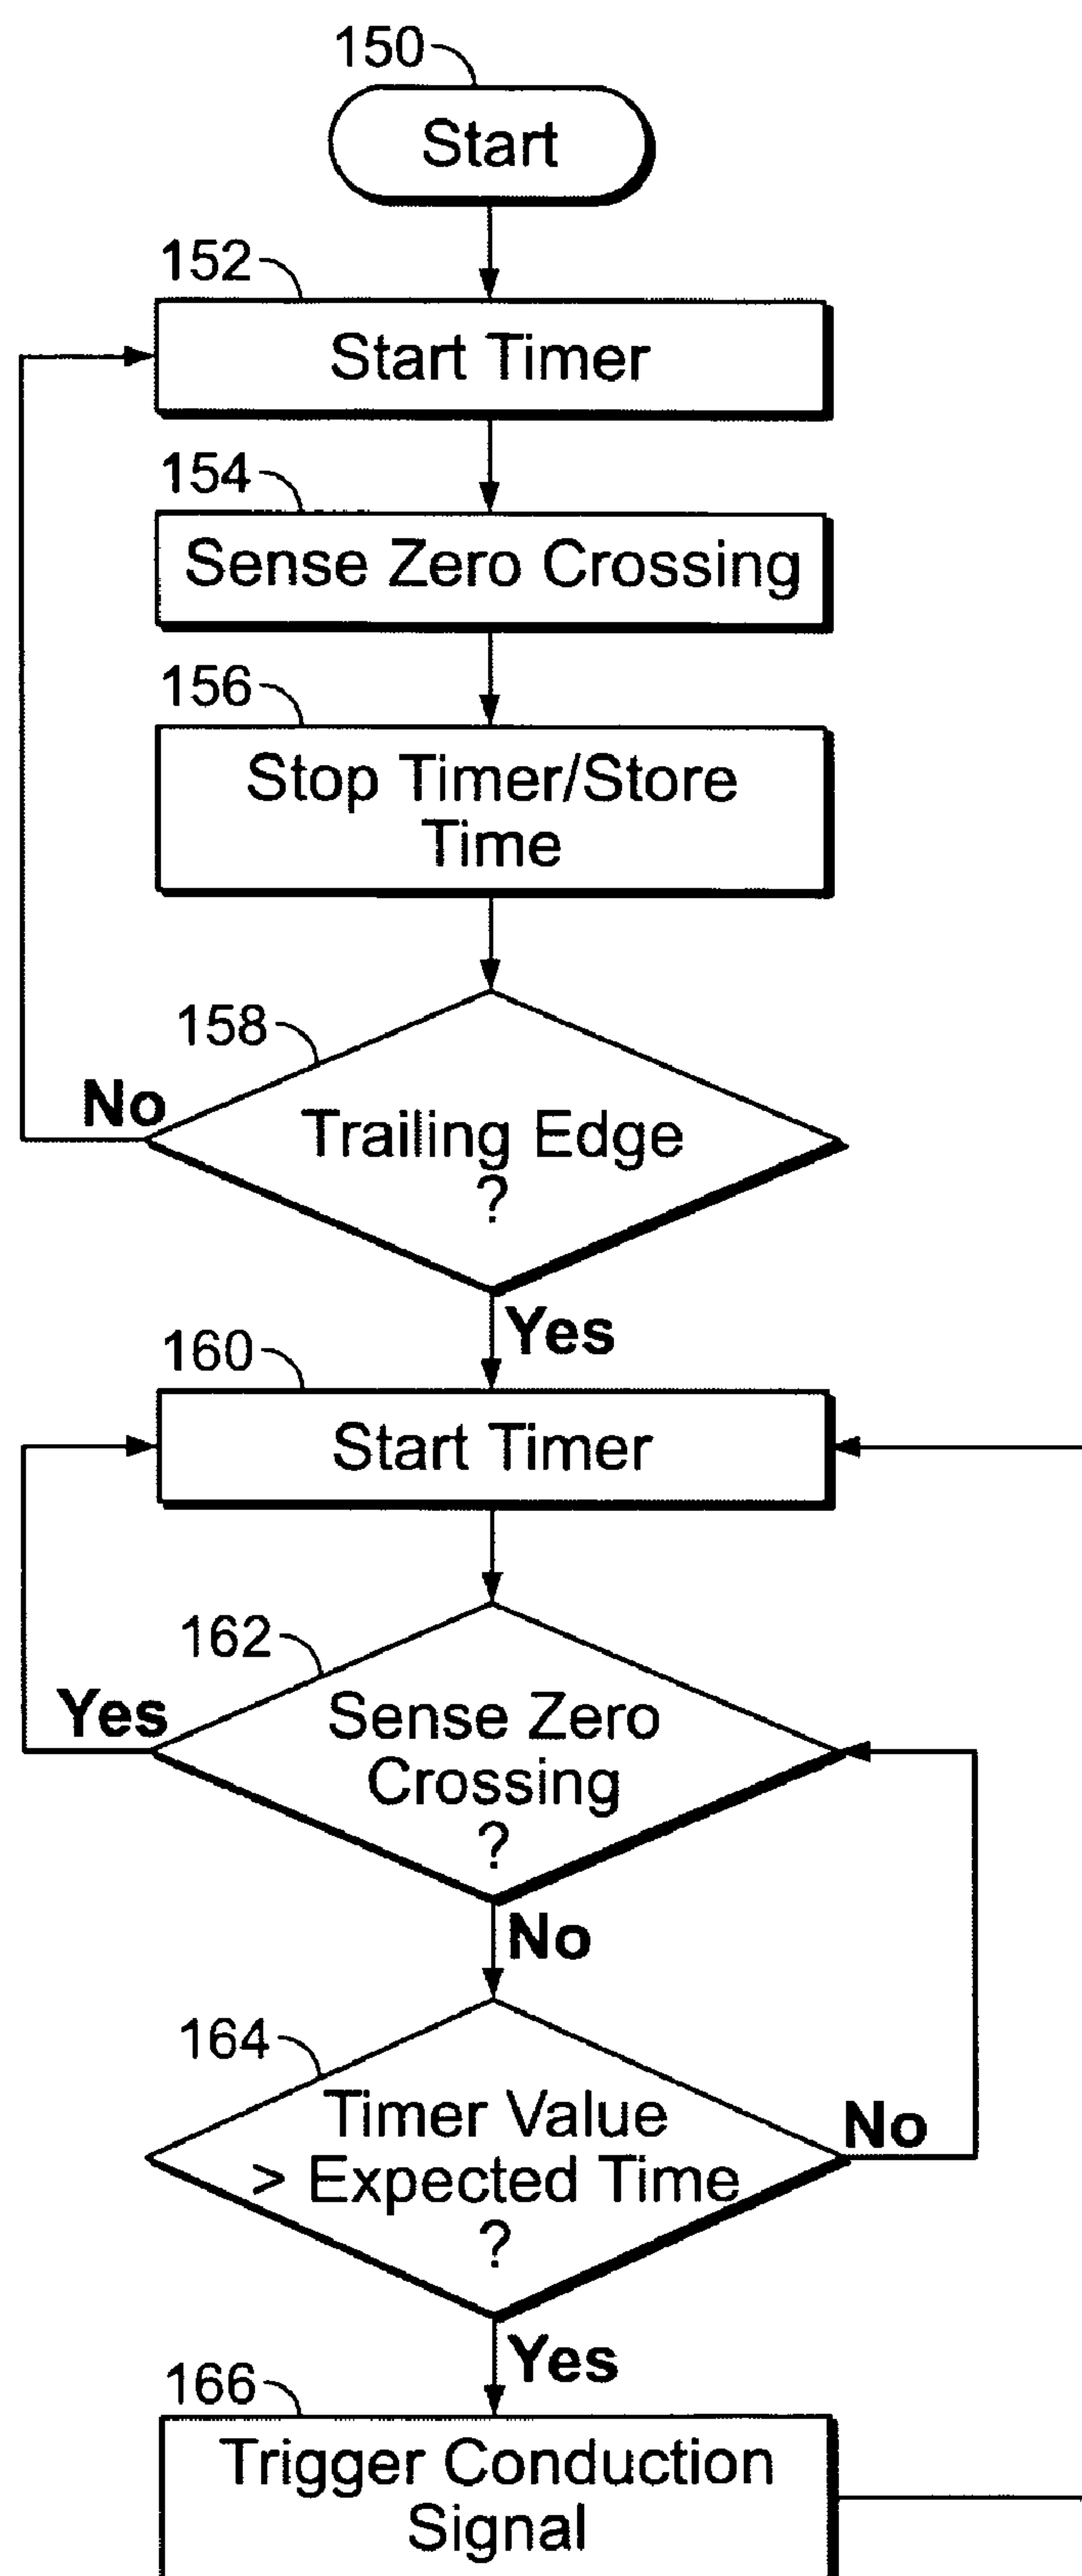 150
Start
152
Start Timer
154
Sense Zero Crossing
156
Stop Timer/Store
Time
158
No
Trailing Edge
?
Yes
160
Start Timer
162
Yes
Sense Zero
Crossing
?
No
164
Timer Value
> Expected Time
?
No
Yes
166
Trigger Conduction
Signal